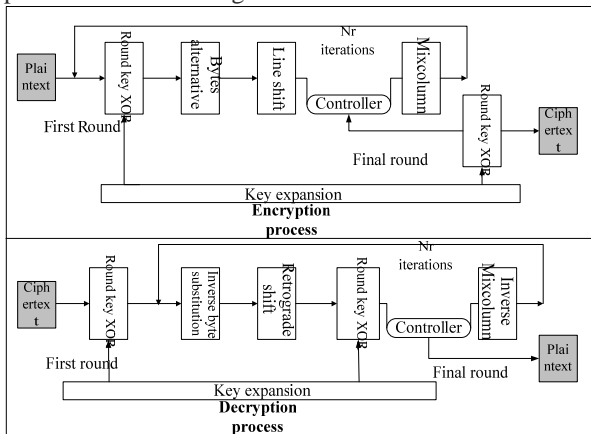 Nr
iterations
Plai
ntext
Round key XOR
Bytes
alternative
Line shift
Controller
Mixcolumn
Round key XOR
Ciph
ertex
t
First Round
Final round
Key expansion
Encryption
process
Nr
iterations
Ciph
ertex
t
Round key XOR
Inverse byte
substitution
Retrograde
shift
Round key XOR
Controller
Inverse
Mixcolumn
First round
Plai
ntext
Final round
Key expansion
Decryption
process